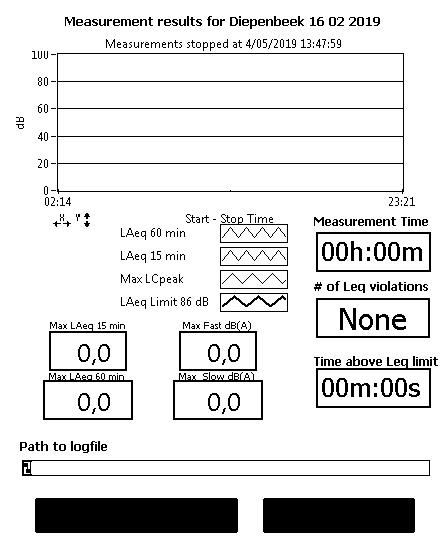 Measurement results for Diepenbeek 16 02 2019
Measurements stopped at 4/05/2019 13:47:59
100
80
60
40
20
0
dB
02:14
23:21
X Y
Start - Stop Time
LAeq 60 min
LAeq 15 min
Max LCpeak
LAeq Limit 86 dB
Measurement Time
00h:00m
# of Leq violations
None
Time above Leq limit
00m:00s
Max LAeq 15 min
0,0
Max Fast dB(A)
0,0
Max LAeq 60 min
0,0
Max Slow dB(A)
0,0
Path to logfile